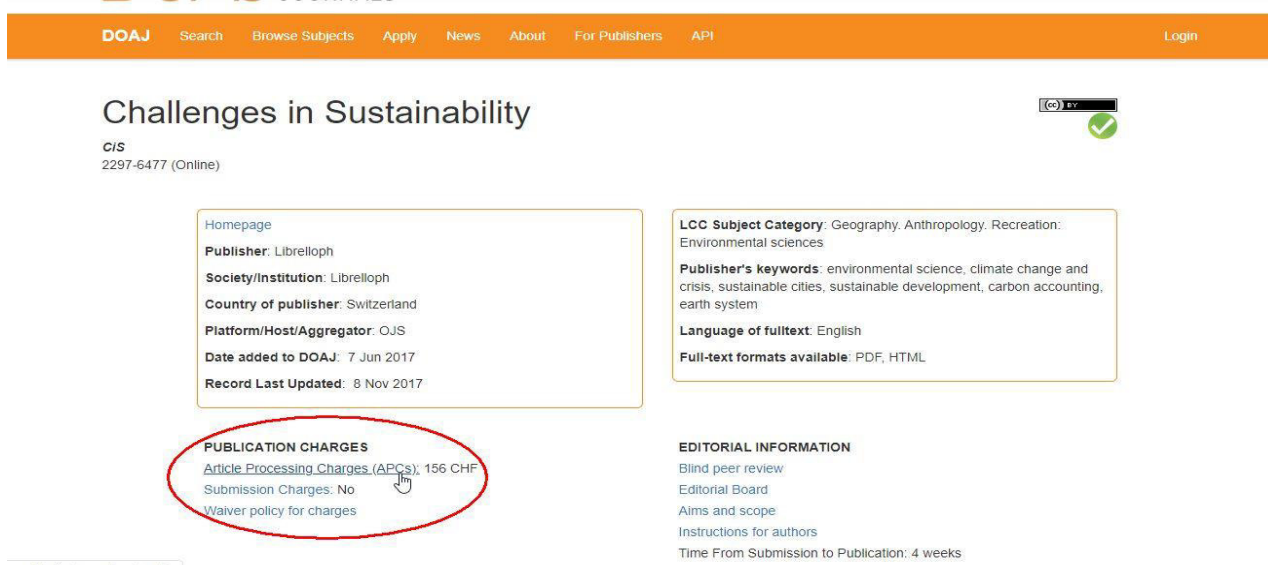 DOAJ Search Browse Subjects Apply News About For Publishers API Login
Challenges in Sustainability
(cc) BY
CiS
2297-6477 (Online)
Homepage
Publisher: Librelloph
Society/Institution: Librelloph
Country of publisher: Switzerland
Platform/Host/Aggregator: OJS
Date added to DOAJ: 7 Jun 2017
Record Last Updated: 8 Nov 2017
LCC Subject Category: Geography. Anthropology. Recreation:
Environmental sciences
Publisher's keywords: environmental science, climate change and
crisis, sustainable cities, sustainable development, carbon accounting,
earth system
Language of fulltext: English
Full-text formats available: PDF, HTML
PUBLICATION CHARGES
Article Processing Charges (APCs): 156 CHF
Submission Charges: No
Waiver policy for charges
EDITORIAL INFORMATION
Blind peer review
Editorial Board
Aims and scope
Instructions for authors
Time From Submission to Publication: 4 weeks